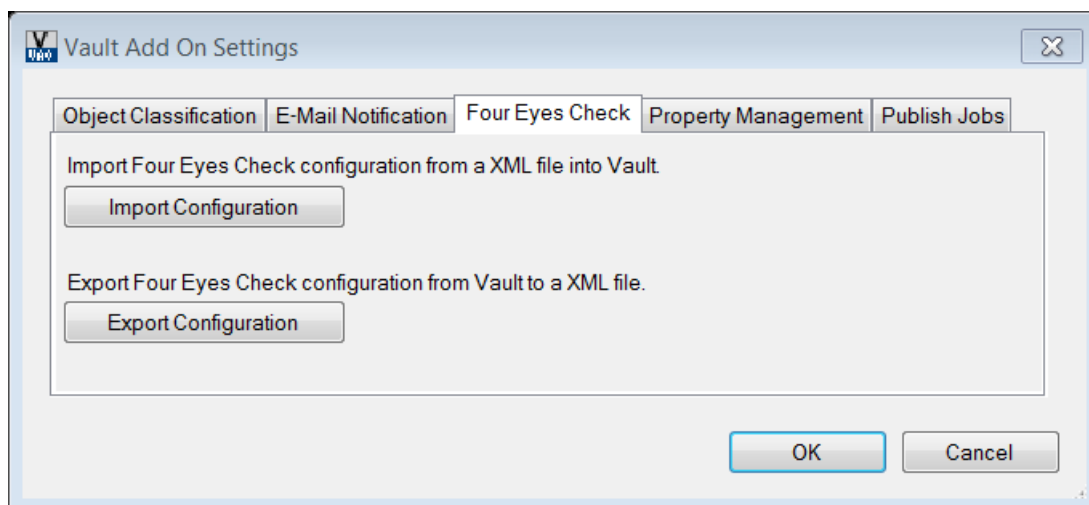 Vault Add On Settings
Object Classification E-Mail Notification Four Eyes Check Property Management Publish Jobs
Import Four Eyes Check configuration from a XML file into Vault.
Import Configuration
Export Four Eyes Check configuration from Vault to a XML file.
Export Configuration
OK Cancel